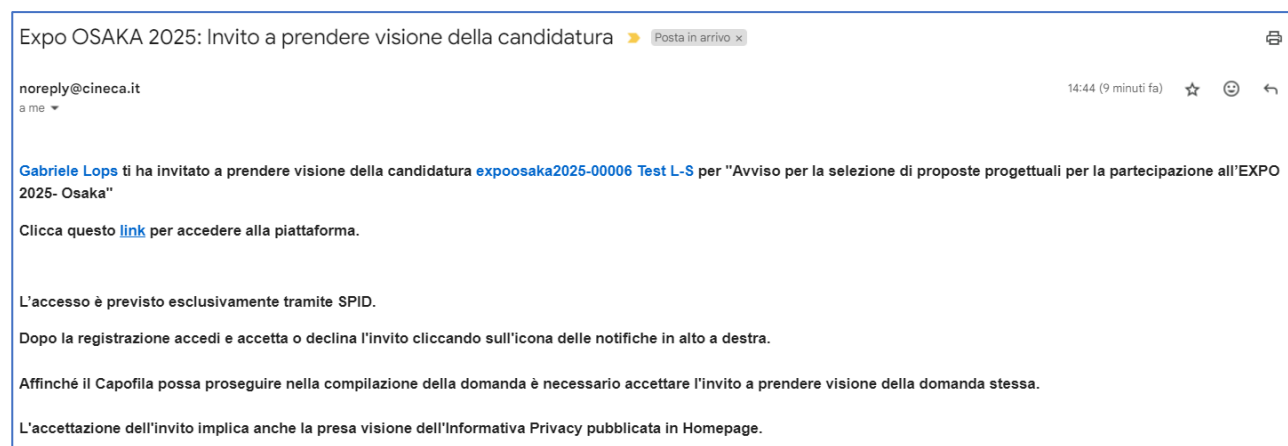 Expo OSAKA 2025: Invito a prendere visione della candidatura Posta in arrivo ×
noreply@cineca.it 14:44 (9 minuti fa)
a me
Gabriele Lops ti ha invitato a prendere visione della candidatura expoosaka2025-00006 Test L-S per "Avviso per la selezione di proposte progettuali per la partecipazione all'EXPO
2025- Osaka"
Clicca questo link per accedere alla piattaforma.
L'accesso è previsto esclusivamente tramite SPID.
Dopo la registrazione accedi e accetta o declina l'invito cliccando sull'icona delle notifiche in alto a destra.
Affinché il Capofila possa proseguire nella compilazione della domanda è necessario accettare l'invito a prendere visione della domanda stessa.
L'accettazione dell'invito implica anche la presa visione dell'Informativa Privacy pubblicata in Homepage.